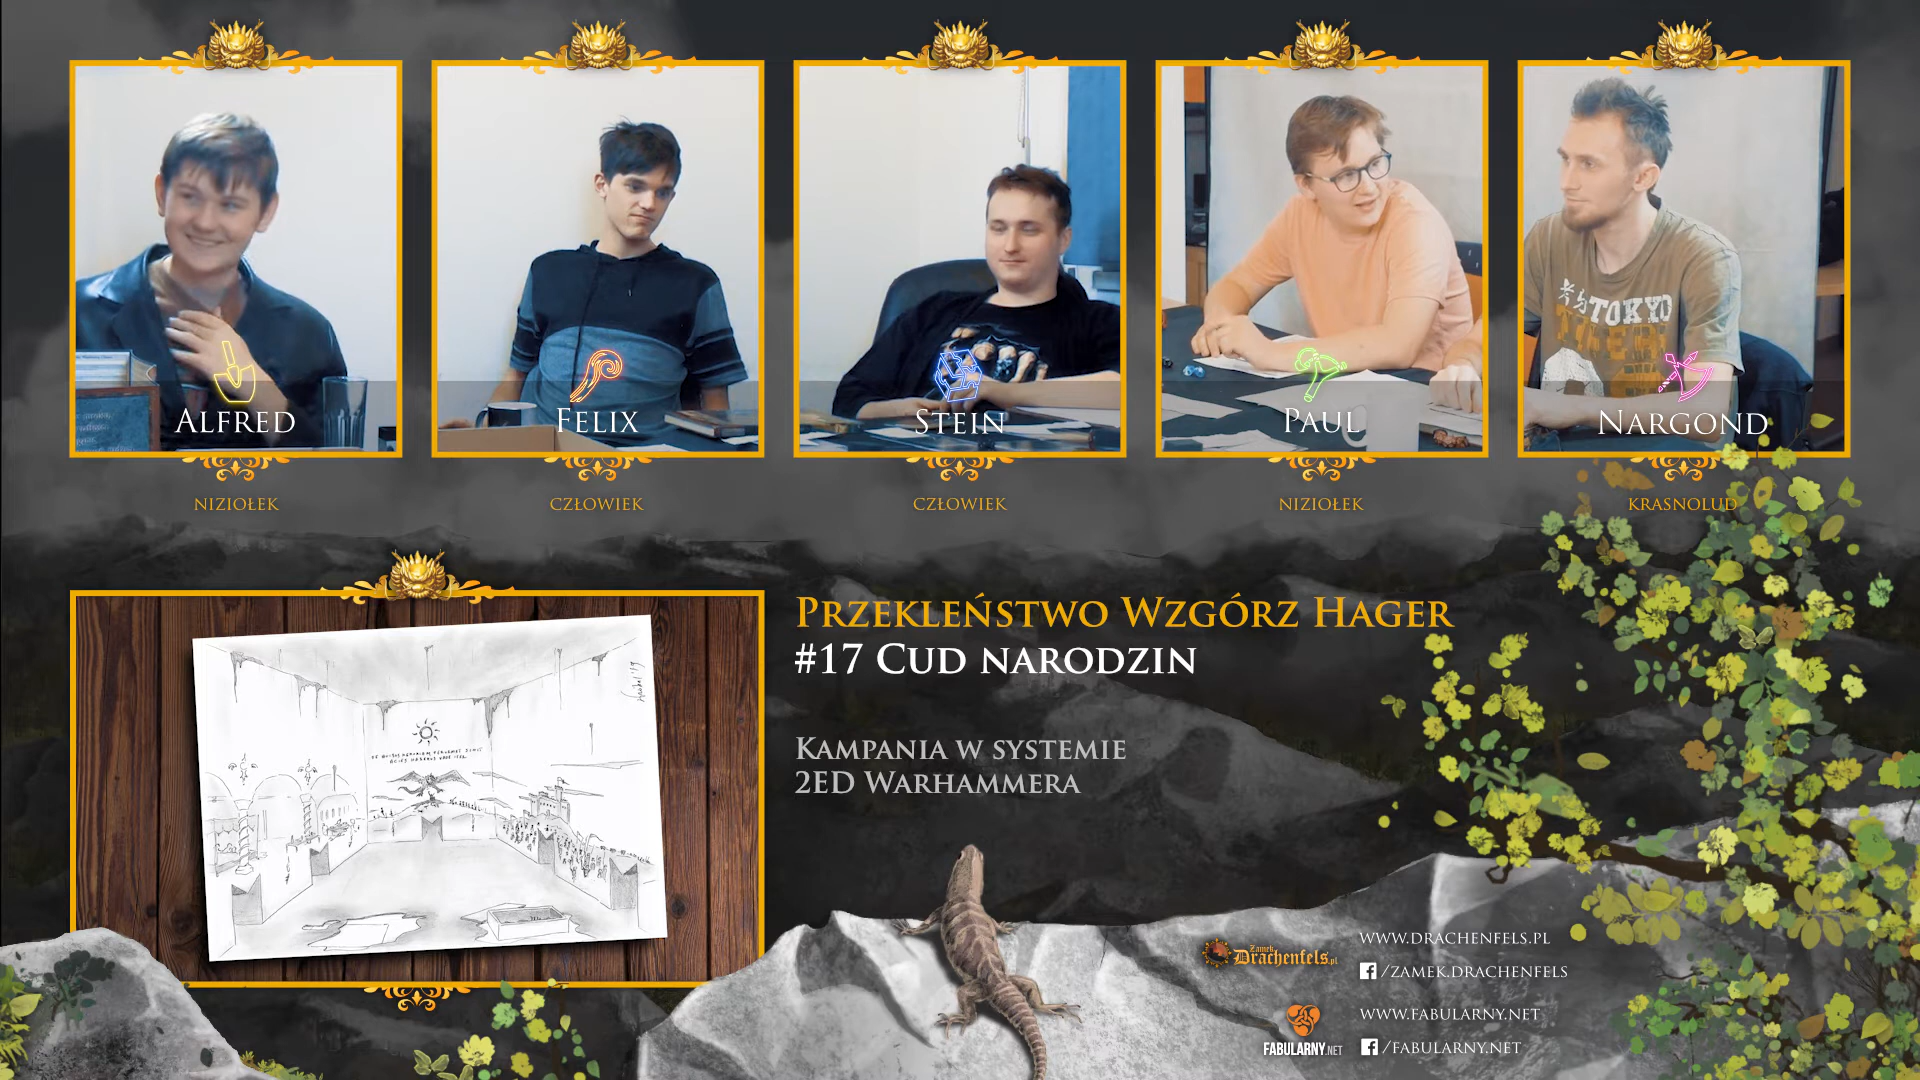 ALFRED
FELIX
STEIN
PAUL
NARGOND
TOKYO
NIZIOŁEK
CZŁOWIEK
CZŁOWIEK
NIZIOŁEK
KRASNOLUD
PRZEKLEŃSTWO WZGÓRZ HAGER
#17 CUD NARODZIN
KAMPANIA W SYSTEMIE
2ED WARHAMMERA
Zamek
Drachenfels.pl
WWW.DRACHENFELS.PL
/ZAMEK.DRACHENFELS
FABULARNY.NET
WWW.FABULARNY.NET
/FABULARNY.NET